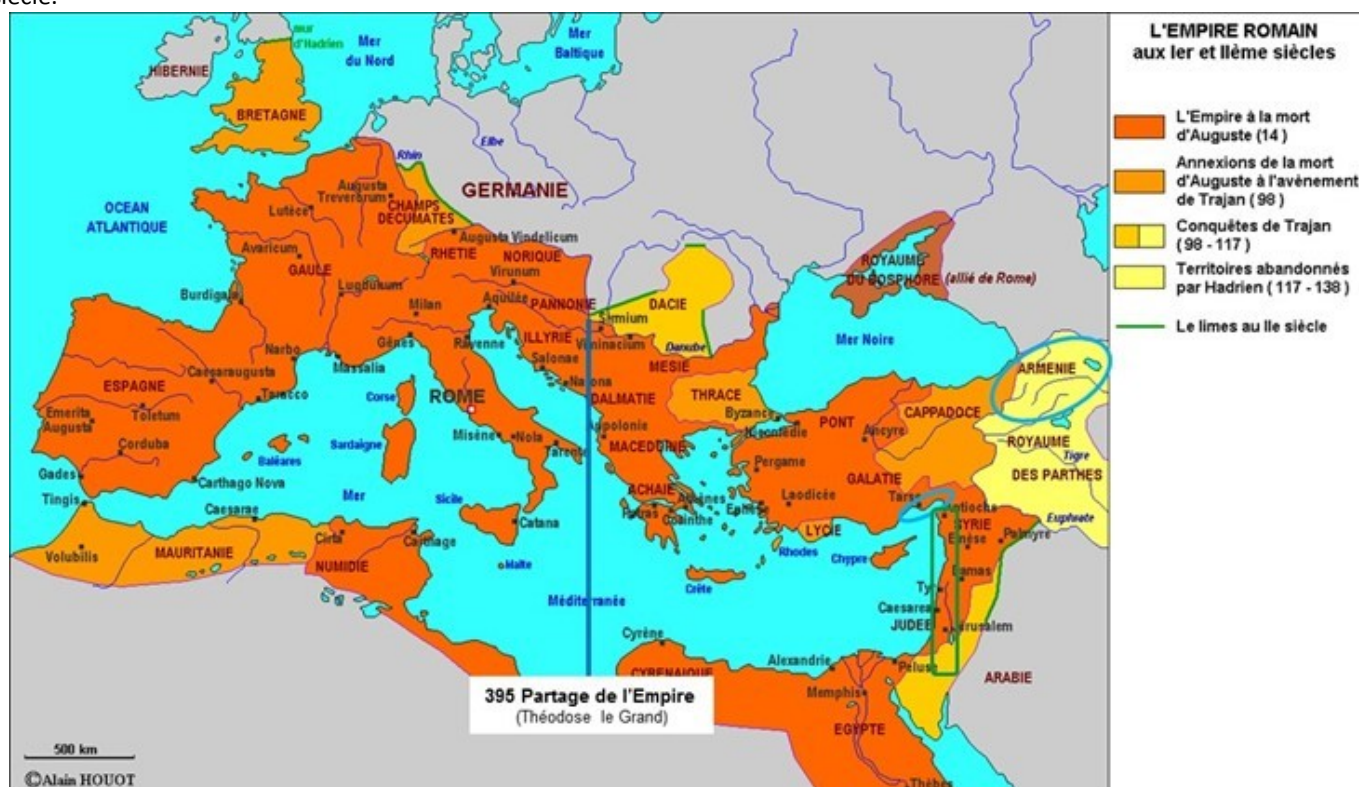 siècle.
L'EMPIRE ROMAIN
aux Ier et IIème siècles
L'Empire à la mort
d'Auguste (14 )
Annexions de la mort
d'Auguste à l'avènement
de Trajan ( 98 )
Conquêtes de Trajan
( 98 - 117 )
Territoires abandonnés
par Hadrien ( 117 - 138 )
Le limes au IIe siècle
mur
d'Hadrien
Mer
du Nord
Mer
Baltique
HIBERNIE
BRETAGNE
Elbe
Rhin
GERMANIE
OCEAN
ATLANTIQUE
Augusta
Treverorum
CHAMPS
DECUMATES
Lutèce
Augusta Vindelicum
Avaricum
RHETIE
NORIQUE
GAULE
Virunum
Lugdunum
Burdigala
Milan
Aquilée
PANNONIE
Sirmium
DACIE
ROYAUME
DU BOSPHORE (allié de Rome)
Gênes
Ravenne
ILLYRIE
Viminacium
Danube
Mer Noire
Narbo
Massalia
Salonae
MESIE
ARMENIE
ESPAGNE
Caesaraugusta
Corse
ROME
Narona
DALMATIE
THRACE
CAPPADOCE
Emerita
Augusta
Toletum
Taracco
Byzance
Nicomédie
PONT
Ancyre
ROYAUME
DES PARTHES
Tigre
Misène
Nola
Appolonie
MACEDOINE
Corduba
Baléares
Sardaigne
Tarente
Pergame
GALATIE
Gades
Carthago Nova
Mer
Sicile
ACHAIE
Athènes
Ephèse
Laodicée
Tarse
Antioche
Euphrate
Tingis
Caesarae
Catana
Patras
Corinthe
LYCIE
SYRIE
Emèse
Palmyre
Volubilis
MAURITANIE
Cirta
Carthage
Rhodes
Chypre
NUMIDIE
Malte
Crète
Damas
Méditerranée
Tyr
Caesarea
Cyrène
JUDEE
Jérusalem
CYRENAIQUE
Alexandrie
Peluse
ARABIE
Memphis
395 Partage de l'Empire
(Théodose le Grand)
EGYPTE
500 km
©Alain HOUOT
Thèbes